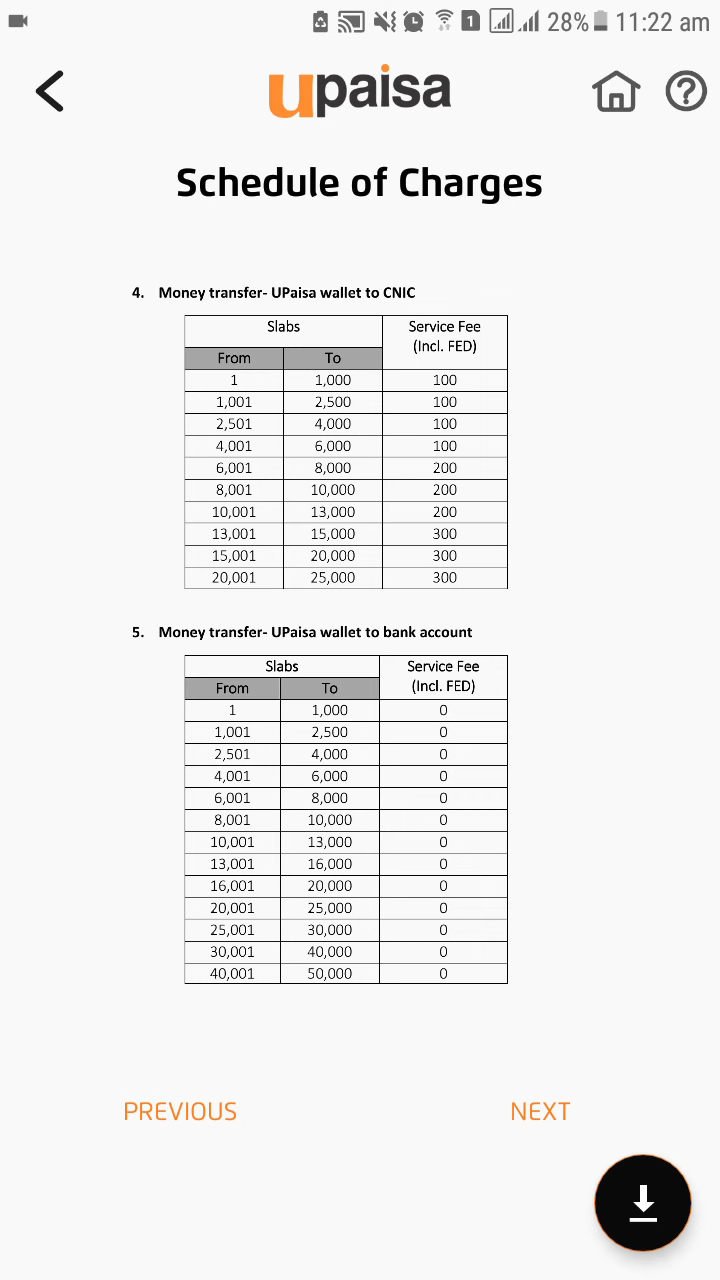 1 28% 11:22 am
upaisa
Schedule of Charges
4. Money transfer- UPaisa wallet to CNIC
Slabs Service Fee
(Incl. FED)
From To
1 1,000 100
1,001 2,500 100
2,501 4,000 100
4,001 6,000 100
6,001 8,000 200
8,001 10,000 200
10,001 13,000 200
13,001 15,000 300
15,001 20,000 300
20,001 25,000 300
5. Money transfer- UPaisa wallet to bank account
Slabs Service Fee
From To (Incl. FED)
1 1,000 0
1,001 2,500 0
2,501 4,000 0
4,001 6,000 0
6,001 8,000 0
8,001 10,000 0
10,001 13,000 0
13,001 16,000 0
16,001 20,000 0
20,001 25,000 0
25,001 30,000 0
30,001 40,000 0
40,001 50,000 0
PREVIOUS NEXT